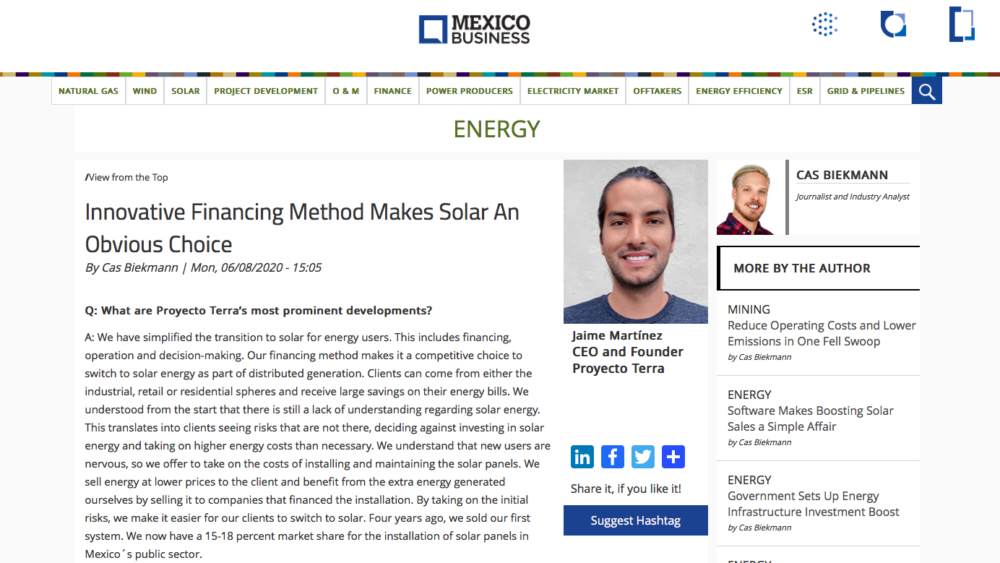 MEXICO
BUSINESS
NATURAL GAS
WIND
SOLAR
PROJECT DEVELOPMENT
O & M
FINANCE
POWER PRODUCERS
ELECTRICITY MARKET
OFFTAKERS
ENERGY EFFICIENCY
ESR
GRID & PIPELINES
ENERGY
/View from the Top
Innovative Financing Method Makes Solar An
Obvious Choice
By Cas Biekmann | Mon, 06/08/2020 - 15:05
Q: What are Proyecto Terra's most prominent developments?
A: We have simplified the transition to solar for energy users. This includes financing,
operation and decision-making. Our financing method makes it a competitive choice to
switch to solar energy as part of distributed generation. Clients can come from either the
industrial, retail or residential spheres and receive large savings on their energy bills. We
understood from the start that there is still a lack of understanding regarding solar energy.
This translates into clients seeing risks that are not there, deciding against investing in solar
energy and taking on higher energy costs than necessary. We understand that new users are
nervous, so we offer to take on the costs of installing and maintaining the solar panels. We
sell energy at lower prices to the client and benefit from the extra energy generated
ourselves by selling it to companies that financed the installation. By taking on the initial
risks, we make it easier for our clients to switch to solar. Four years ago, we sold our first
system. We now have a 15-18 percent market share for the installation of solar panels in
Mexico´s public sector.
Jaime Martínez
CEO and Founder
Proyecto Terra
in
f
Share it, if you like it!
Suggest Hashtag
CAS BIEKMANN
Journalist and Industry Analyst
MORE BY THE AUTHOR
MINING
Reduce Operating Costs and Lower
Emissions in One Fell Swoop
by Cas Biekmann
ENERGY
Software Makes Boosting Solar
Sales a Simple Affair
by Cas Biekmann
ENERGY
Government Sets Up Energy
Infrastructure Investment Boost
by Cas Biekmann
ENERGY